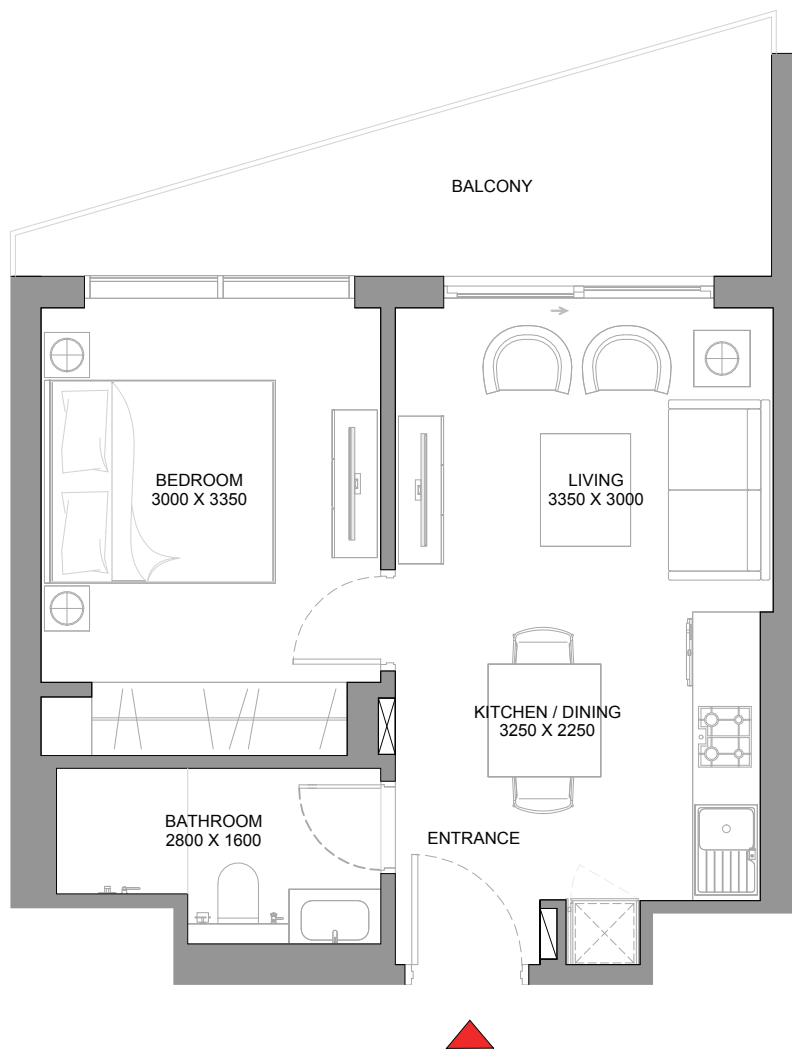 BALCONY
BEDROOM
3000 X 3350
LIVING
3350 X 3000
KITCHEN / DINING
3250 X 2250
BATHROOM
2800 X 1600
ENTRANCE